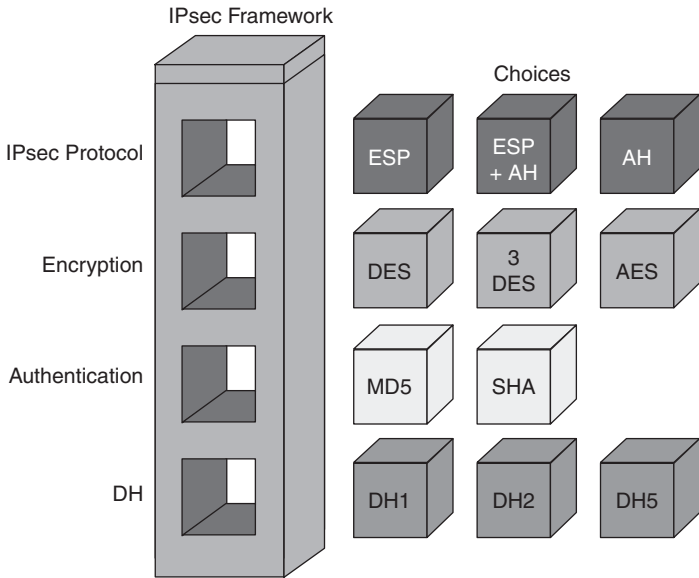 IPsec Framework
Choices
IPsec Protocol
ESP
ESP
+ AH
AH
Encryption
DES
3
DES
AES
Authentication
MD5
SHA
DH
DH1
DH2
DH5